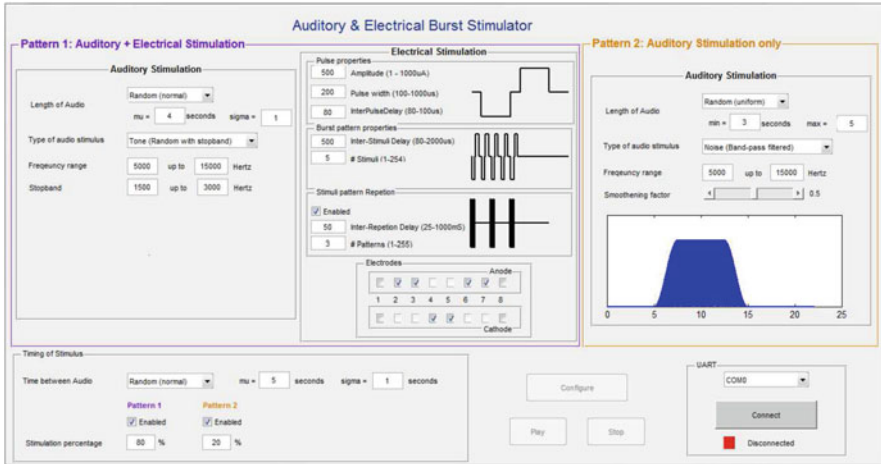 Auditory & Electrical Burst Stimulator
Pattern 1: Auditory + Electrical Stimulation
Auditory Stimulation
Length of Audio
Random (normal)
mu = 4 seconds sigma = 1
Type of audio stimulus Tone (Random with stopband)
Freqeuncy range 5000 up to 15000 Hertz
Stopband 1500 up to 3000 Hertz
Electrical Stimulation
Pulse properties
500 Amplitude (1 - 1000uA)
200 Pulse width (100-1000us)
80 InterPulseDelay (80-100us)
Burst pattern properties
500 Inter-Stimuli Delay (80-2000us)
5 # Stimuli (1-254)
Stimuli pattern Repetion
Enabled
50 Inter-Repetion Delay (25-1000mS)
3 # Patterns (1-255)
Electrodes
Anode
1 2 3 4 5 6 7 8
Cathode
Pattern 2: Auditory Stimulation only
Auditory Stimulation
Length of Audio
Random (uniform)
min = 3 seconds max = 5
Type of audio stimulus Noise (Band-pass filtered)
Freqeuncy range 5000 up to 15000 Hertz
Smoothening factor 0.5
0 5 10 15 20 25
Timing of Stimulus
Time between Audio Random (normal) mu = 5 seconds sigma = 1 seconds
Pattern 1 Pattern 2
Enabled Enabled
Stimulation percentage 80 % 20 %
Configure
Play Stop
UART
COM0
Connect
Disconnected